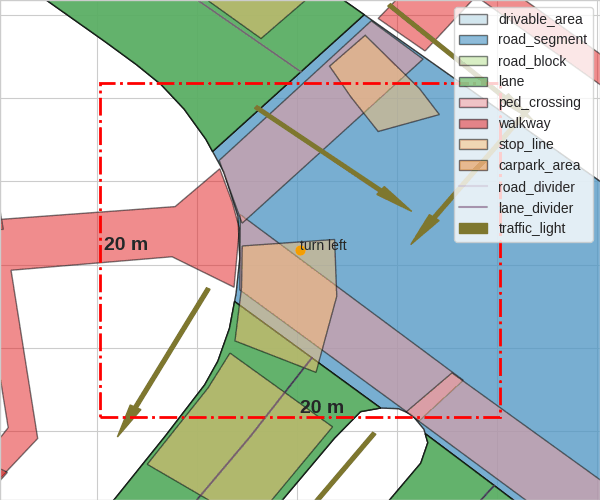 drivable_area
road_segment
road_block
lane
ped_crossing
walkway
stop_line
carpark_area
road_divider
lane_divider
traffic_light
20 m
turn left
20 m